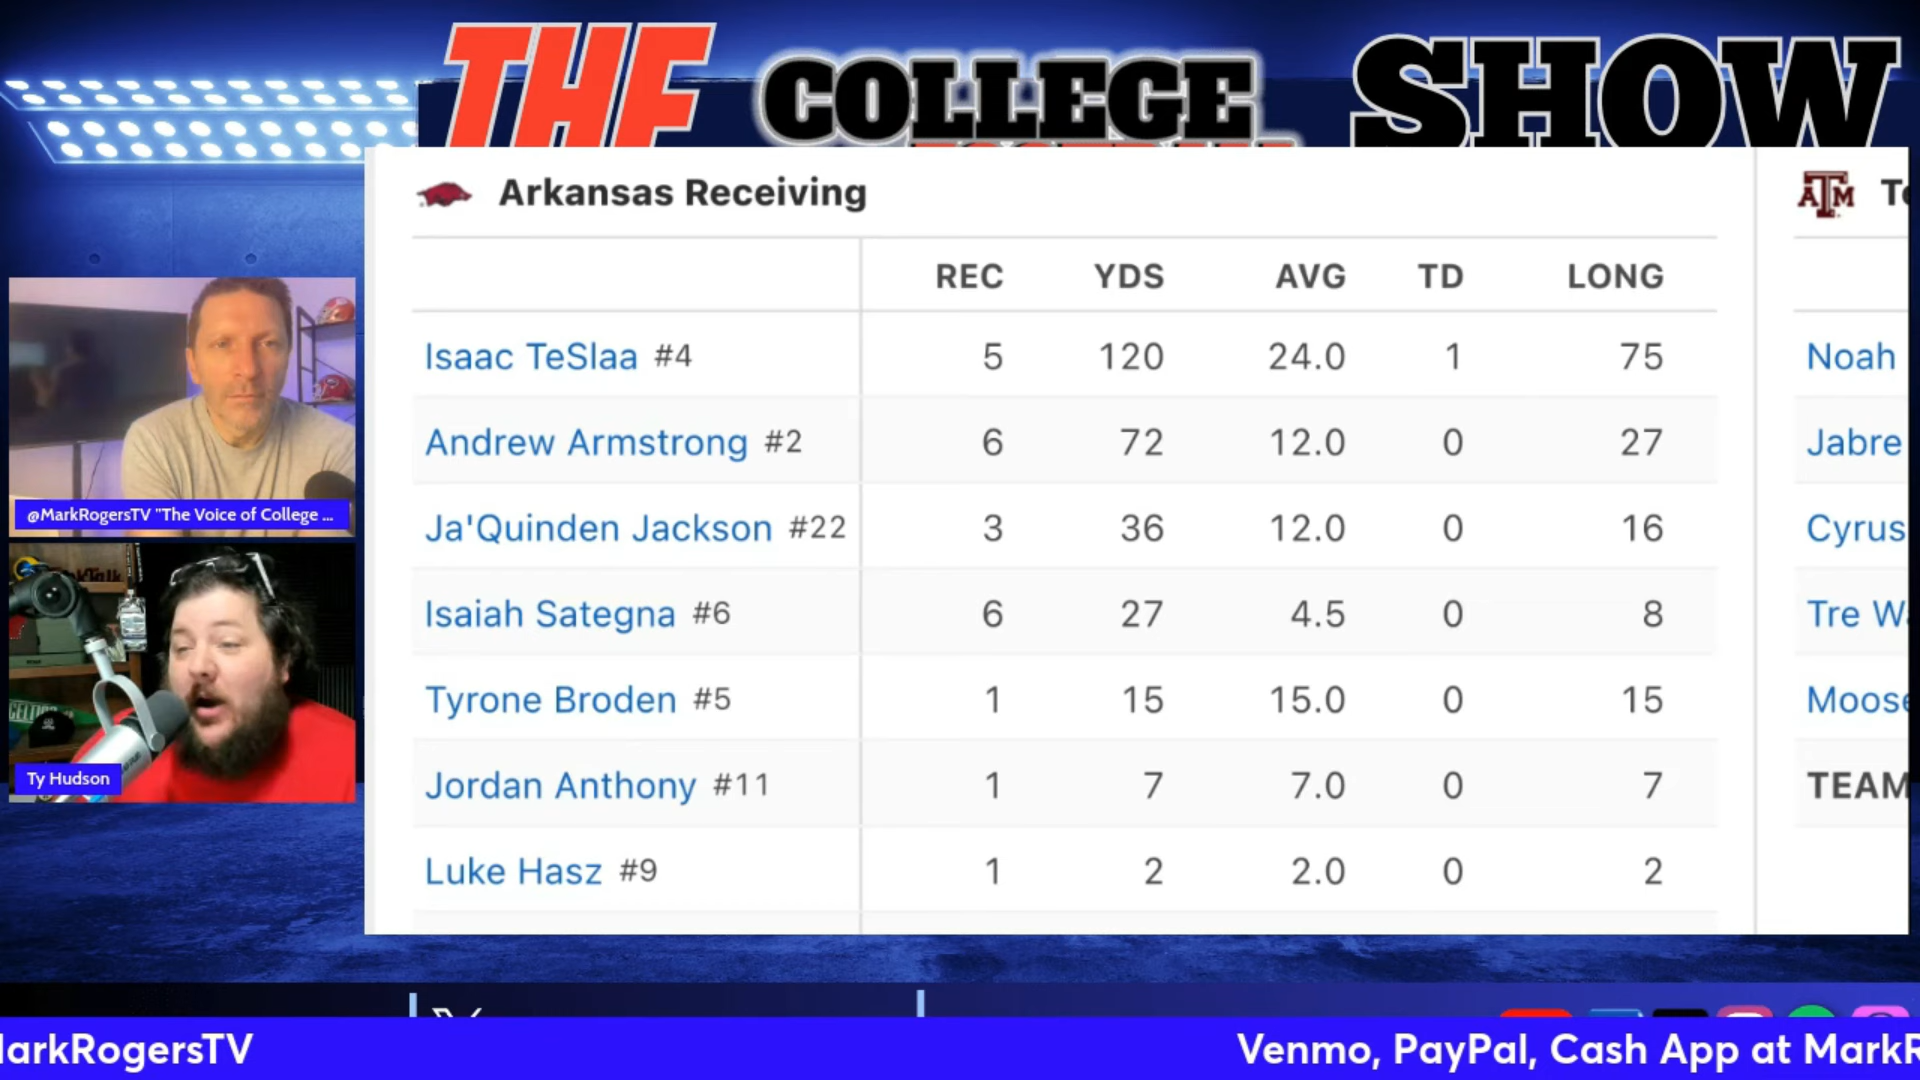 THE COLLEGE SHOW
Arkansas Receiving
REC YDS AVG TD LONG
Isaac TeSlaa #4 5 120 24.0 1 75
Andrew Armstrong #2 6 72 12.0 0 27
Ja'Quinden Jackson #22 3 36 12.0 0 16
Isaiah Sategna #6 6 27 4.5 0 8
Tyrone Broden #5 1 15 15.0 0 15
Jordan Anthony #11 1 7 7.0 0 7
Luke Hasz #9 1 2 2.0 0 2
ATM
Noah
Jabre
Cyrus
Tre W
Moose
TEAM
@MarkRogersTV "The Voice of College ...
Ty Hudson
MarkRogersTV
Venmo, PayPal, Cash App at MarkR